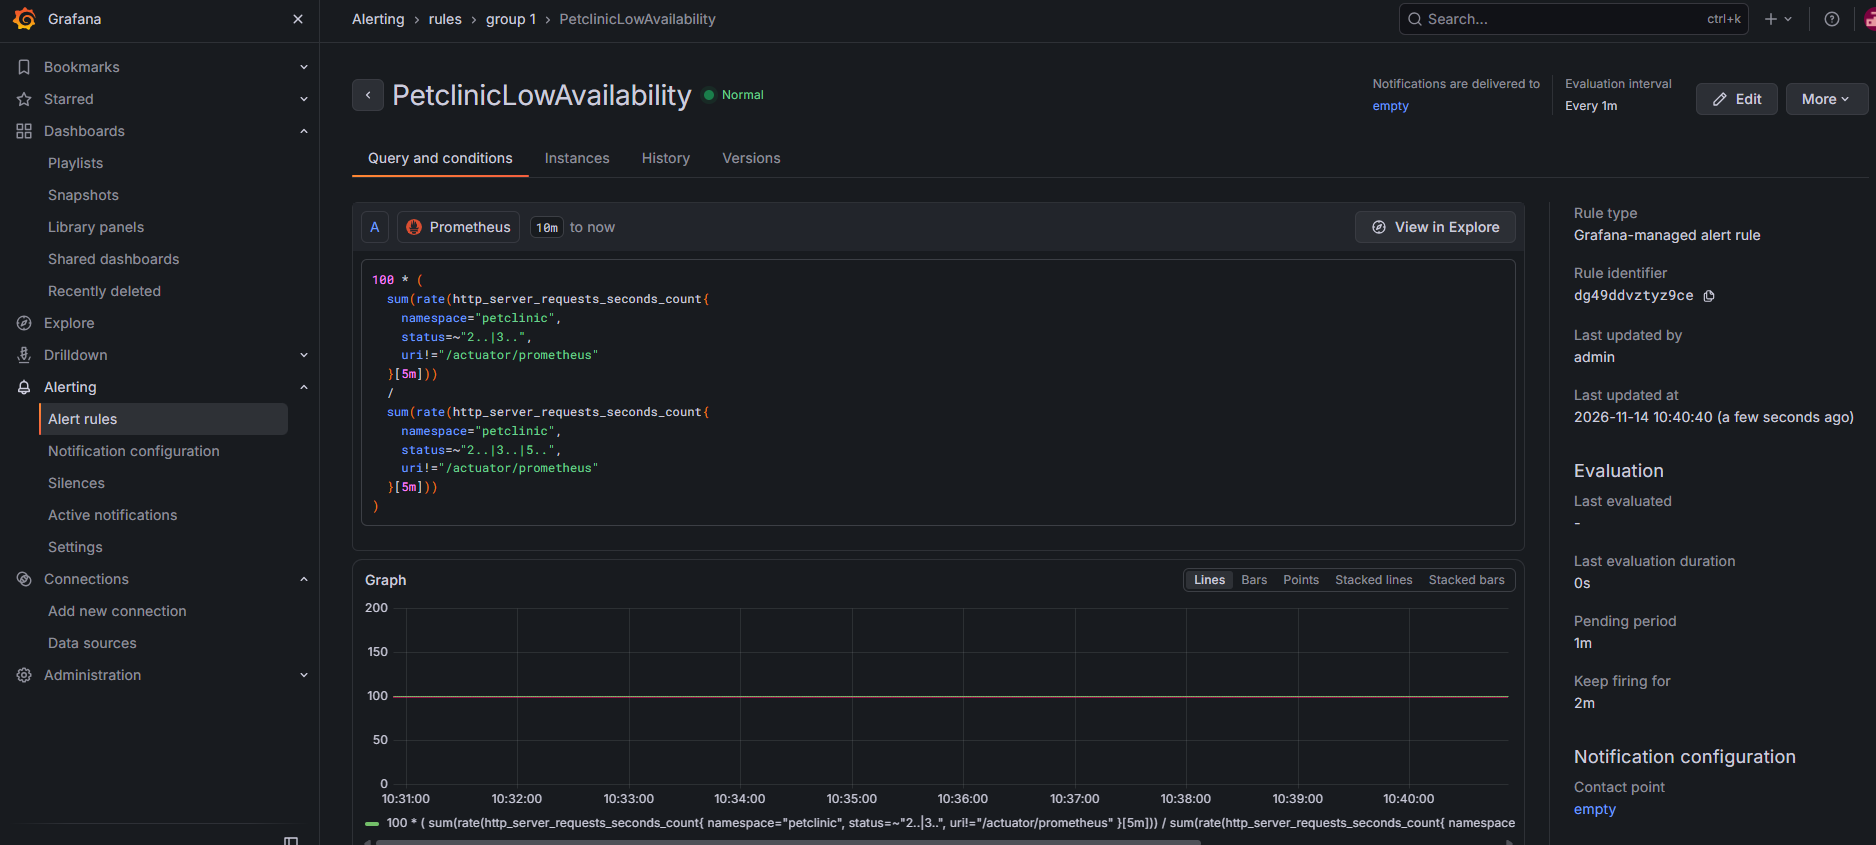 Grafana
Alerting › rules › group 1 › PetclinicLowAvailability
Search...
ctrl+k
Bookmarks
Starred
Dashboards
Playlists
Snapshots
Library panels
Shared dashboards
Recently deleted
Explore
Drilldown
Alerting
Alert rules
Notification configuration
Silences
Active notifications
Settings
Connections
Add new connection
Data sources
Administration
PetclinicLowAvailability
Normal
Notifications are delivered to
empty
Evaluation interval
Every 1m
Edit
More
Query and conditions
Instances
History
Versions
A
Prometheus
10m to now
View in Explore
100 * (
sum(rate(http_server_requests_seconds_count{
namespace="petclinic",
status=~"2..|3..",
uri!="/actuator/prometheus"
}[5m]))
/
sum(rate(http_server_requests_seconds_count{
namespace="petclinic",
status=~"2..|3..|5..",
uri!="/actuator/prometheus"
}[5m]))
)
Graph
Lines
Bars
Points
Stacked lines
Stacked bars
200
150
100
50
0
10:31:00
10:32:00
10:33:00
10:34:00
10:35:00
10:36:00
10:37:00
10:38:00
10:39:00
10:40:00
100 * ( sum(rate(http_server_requests_seconds_count{ namespace="petclinic", status=~"2..|3..", uri!="/actuator/prometheus" }[5m])) / sum(rate(http_server_requests_seconds_count{ namespace
Rule type
Grafana-managed alert rule
Rule identifier
dg49ddvztyz9ce
Last updated by
admin
Last updated at
2026-11-14 10:40:40 (a few seconds ago)
Evaluation
Last evaluated
-
Last evaluation duration
0s
Pending period
1m
Keep firing for
2m
Notification configuration
Contact point
empty